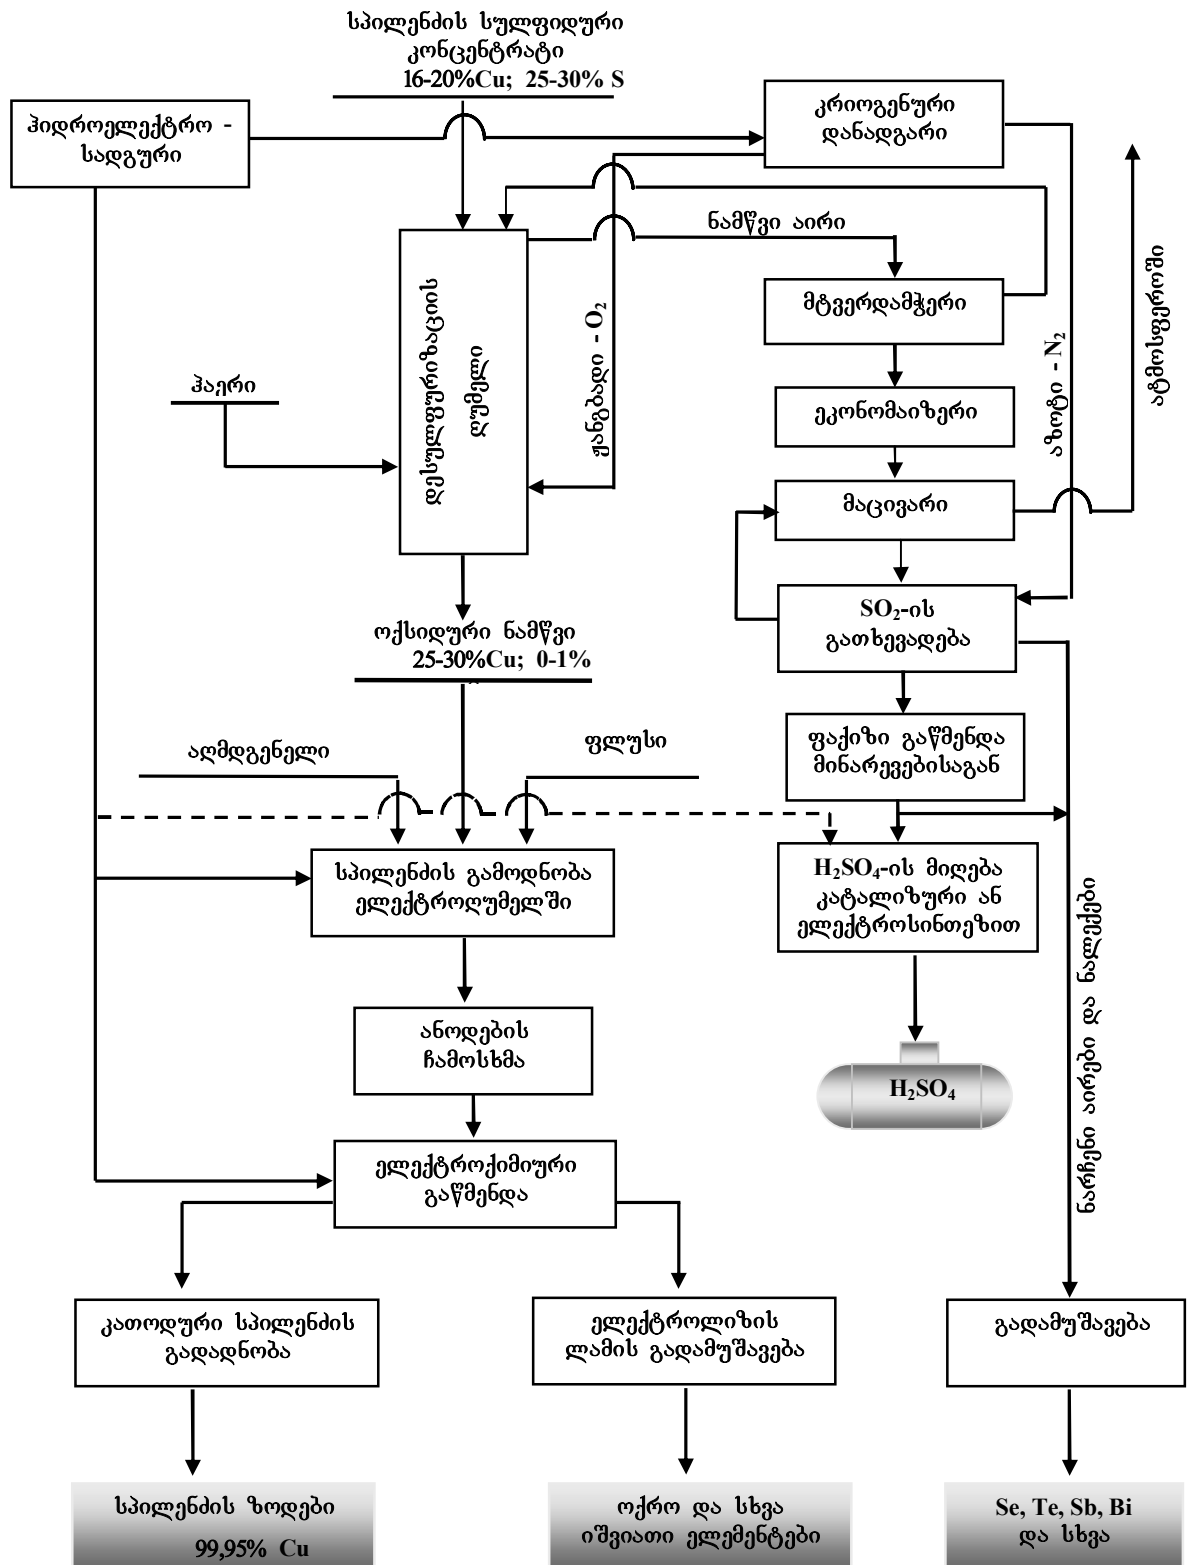 სპილენძის სულფიდური
კონცენტრატი
16-20%Cu; 25-30% S
ჰიდროელექტრო -
სადგური
კრიოგენური
დანადგარი
ნამწვი აირი
დესულფურიზაციის
ღუმელი
ჟანგბადი - O₂
მტვერდამჭერი
აზოტი - N₂
ატმოსფეროში
ჰაერი
ეკონომაიზერი
მაცივარი
SO₂-ის
გათხევადება
ოქსიდური ნამწვი
25-30%Cu; 0-1%
აღმდგენელი
ფლუსი
ფაქიზი გაწმენდა
მინარევებისაგან
სპილენძის გამოდნობა
ელექტროღუმელში
H₂SO₄-ის მიღება
კატალიზური ან
ელექტროსინთეზით
ნარჩენი აირები და ნალექები
ანოდების
ჩამოსხმა
H₂SO₄
ელექტროქიმიური
გაწმენდა
კათოდური სპილენძის
გადადნობა
ელექტროლიზის
ლამის გადამუშავება
გადამუშავება
სპილენძის ზოდები
99,95% Cu
ოქრო და სხვა
იშვიათი ელემენტები
Se, Te, Sb, Bi
და სხვა